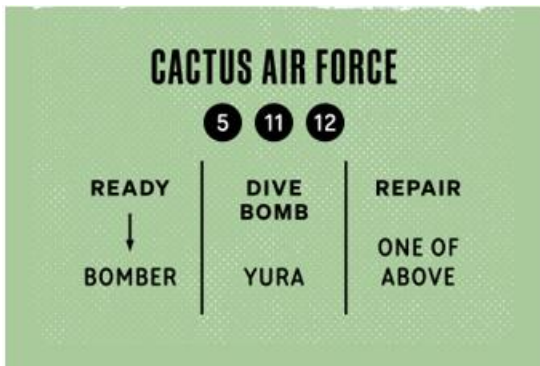 CACTUS AIR FORCE
5 11 12
READY
BOMBER
DIVE
BOMB
YURA
REPAIR
ONE OF
ABOVE